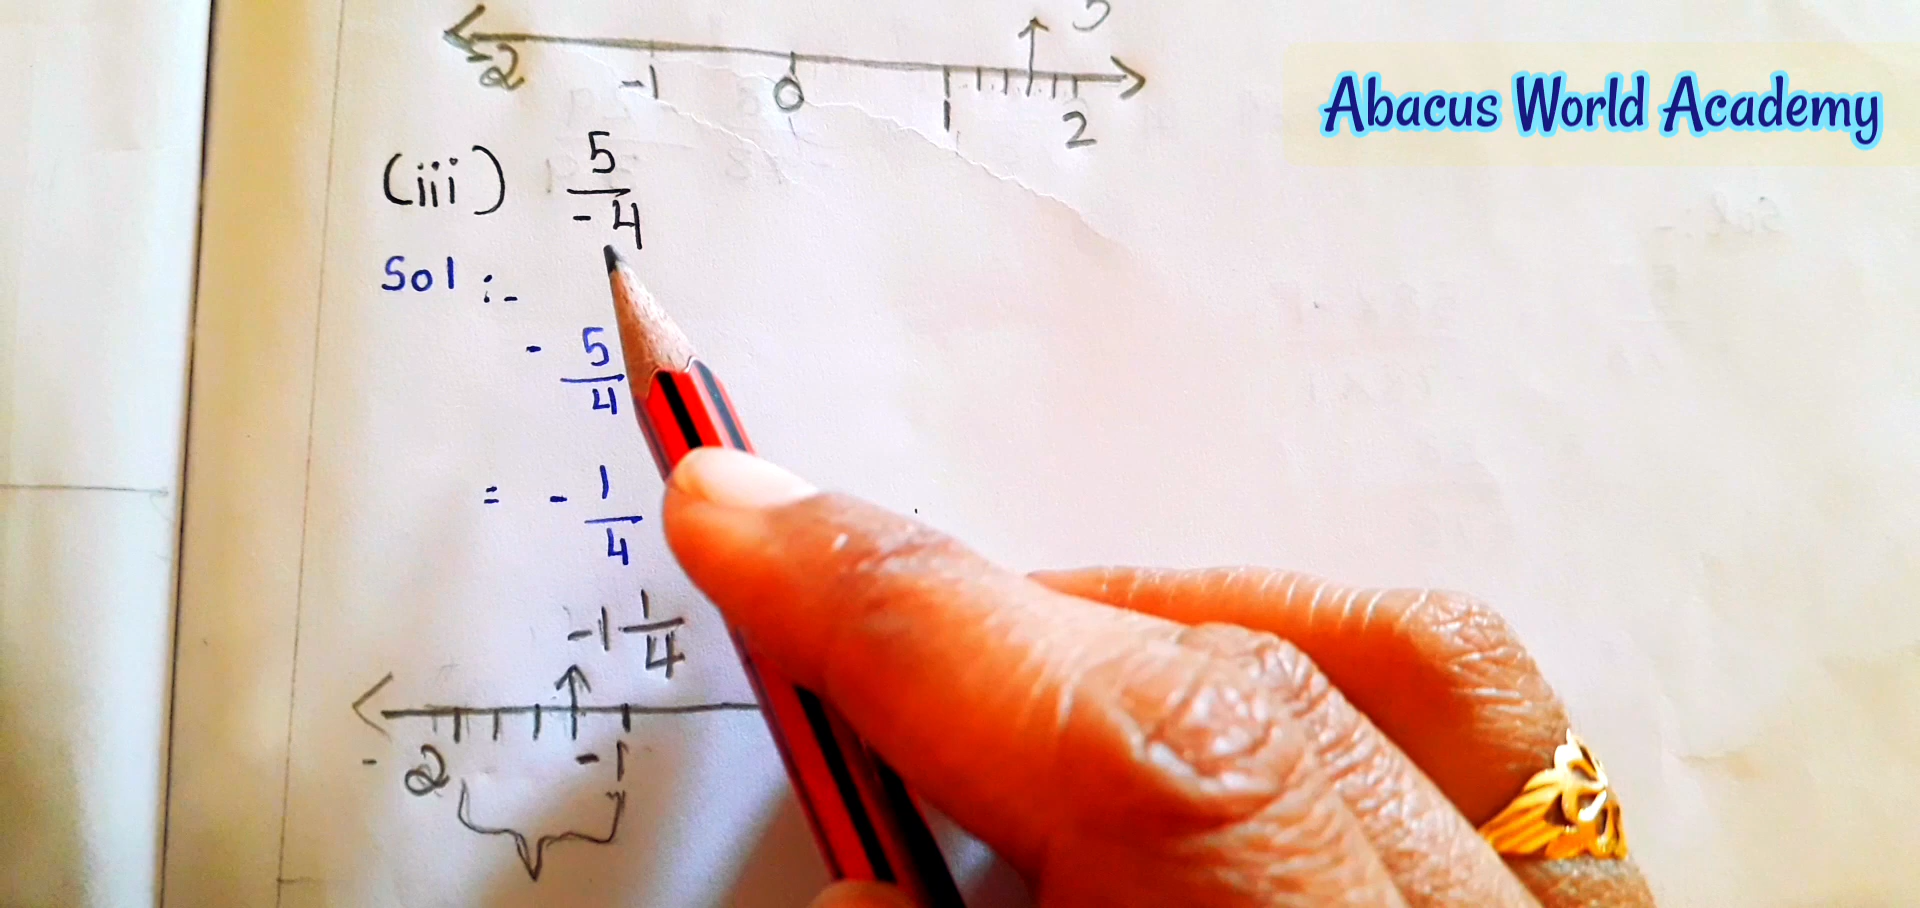 -2 -1 0 1 2
Abacus World Academy
(iii) 5/-4
Sol :-
- 5/4
= - 1/4
-1 1/4
-2 -1